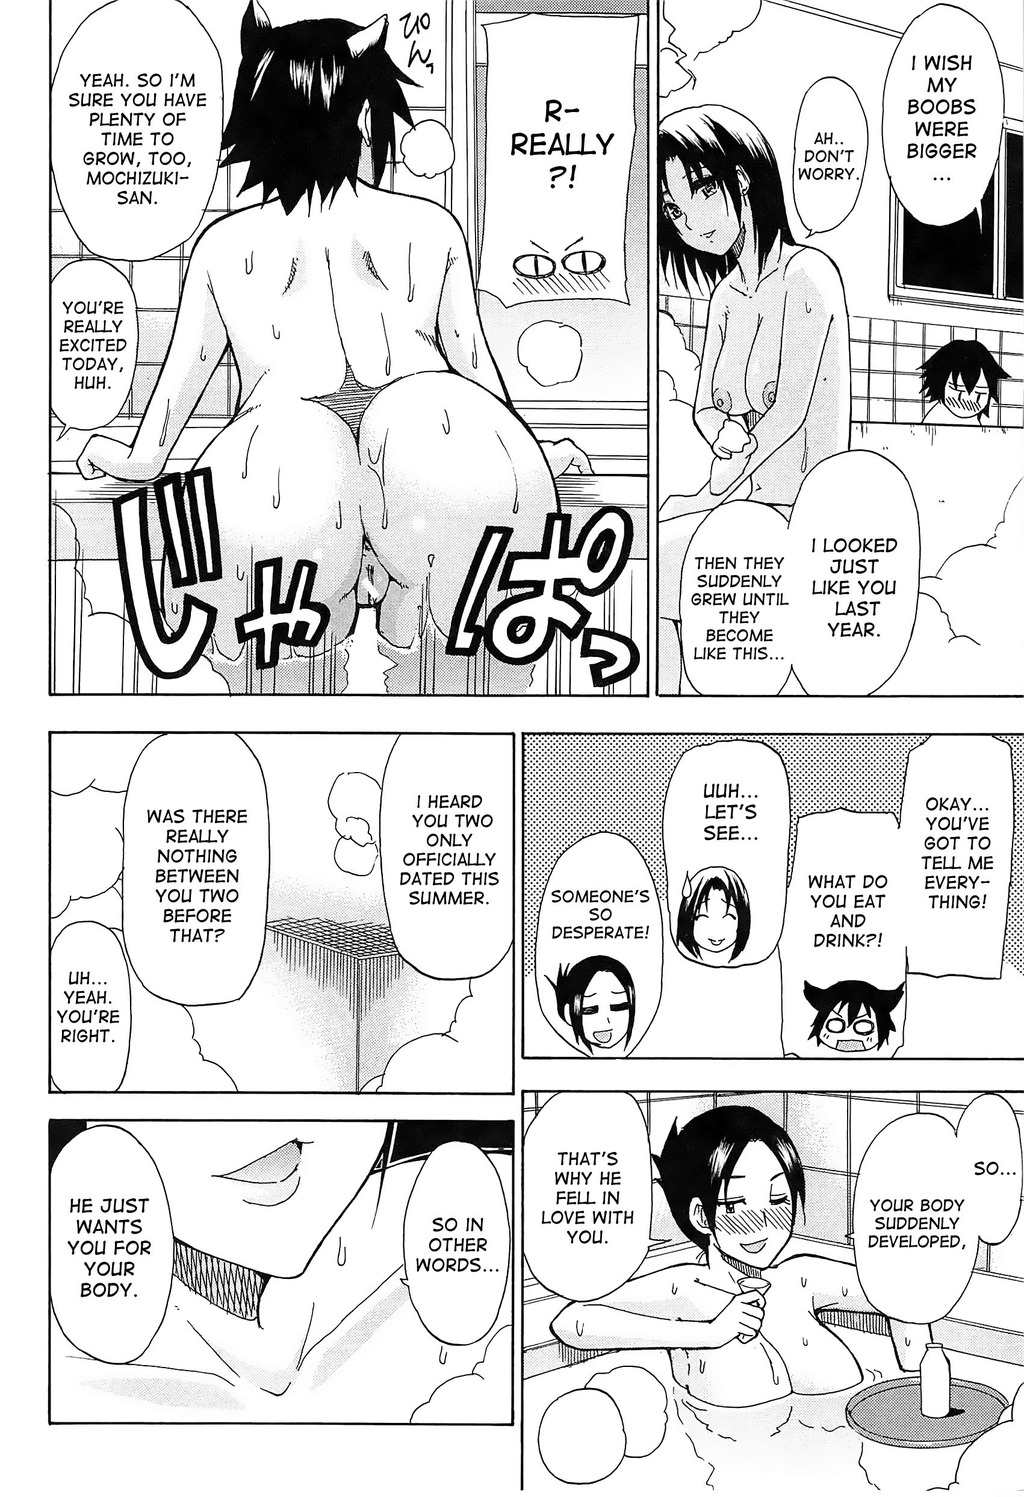 I WISH
MY
BOOBS
WERE
BIGGER
...
AH..
DON'T
WORRY.
I LOOKED
JUST
LIKE YOU
LAST
YEAR.
THEN THEY
SUDDENLY
GREW UNTIL
THEY
BECOME
LIKE THIS...
R-
REALLY
?!
ぴん
じゃぱっ
YEAH. SO I'M
SURE YOU HAVE
PLENTY OF
TIME TO
GROW, TOO,
MOCHIZUKI-
SAN.
YOU'RE
REALLY
EXCITED
TODAY,
HUH.
OKAY...
YOU'VE
GOT TO
TELL ME
EVERY-
THING!
WHAT DO
YOU EAT
AND
DRINK?!
UUH...
LET'S
SEE...
SOMEONE'S
SO
DESPERATE!
I HEARD
YOU TWO
ONLY
OFFICIALLY
DATED THIS
SUMMER.
WAS THERE
REALLY
NOTHING
BETWEEN
YOU TWO
BEFORE
THAT?
UH...
YEAH.
YOU'RE
RIGHT.
SO...
YOUR BODY
SUDDENLY
DEVELOPED,
THAT'S
WHY HE
FELL IN
LOVE WITH
YOU.
SO IN
OTHER
WORDS...
HE JUST
WANTS
YOU FOR
YOUR
BODY.